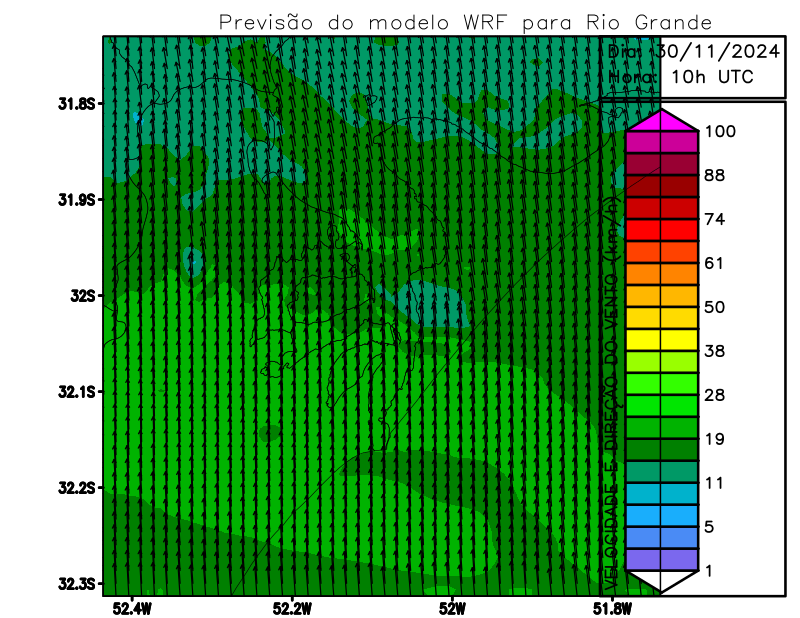 Previsão do modelo WRF para Rio Grande
Dia: 30/11/2024
Hora: 10h UTC
31.8S
31.9S
32S
32.1S
32.2S
32.3S
52.4W
52.2W
52W
51.8W
VELOCIDADE E DIREÇÃO DO VENTO (km/h)
100
88
74
61
50
38
28
19
11
5
1